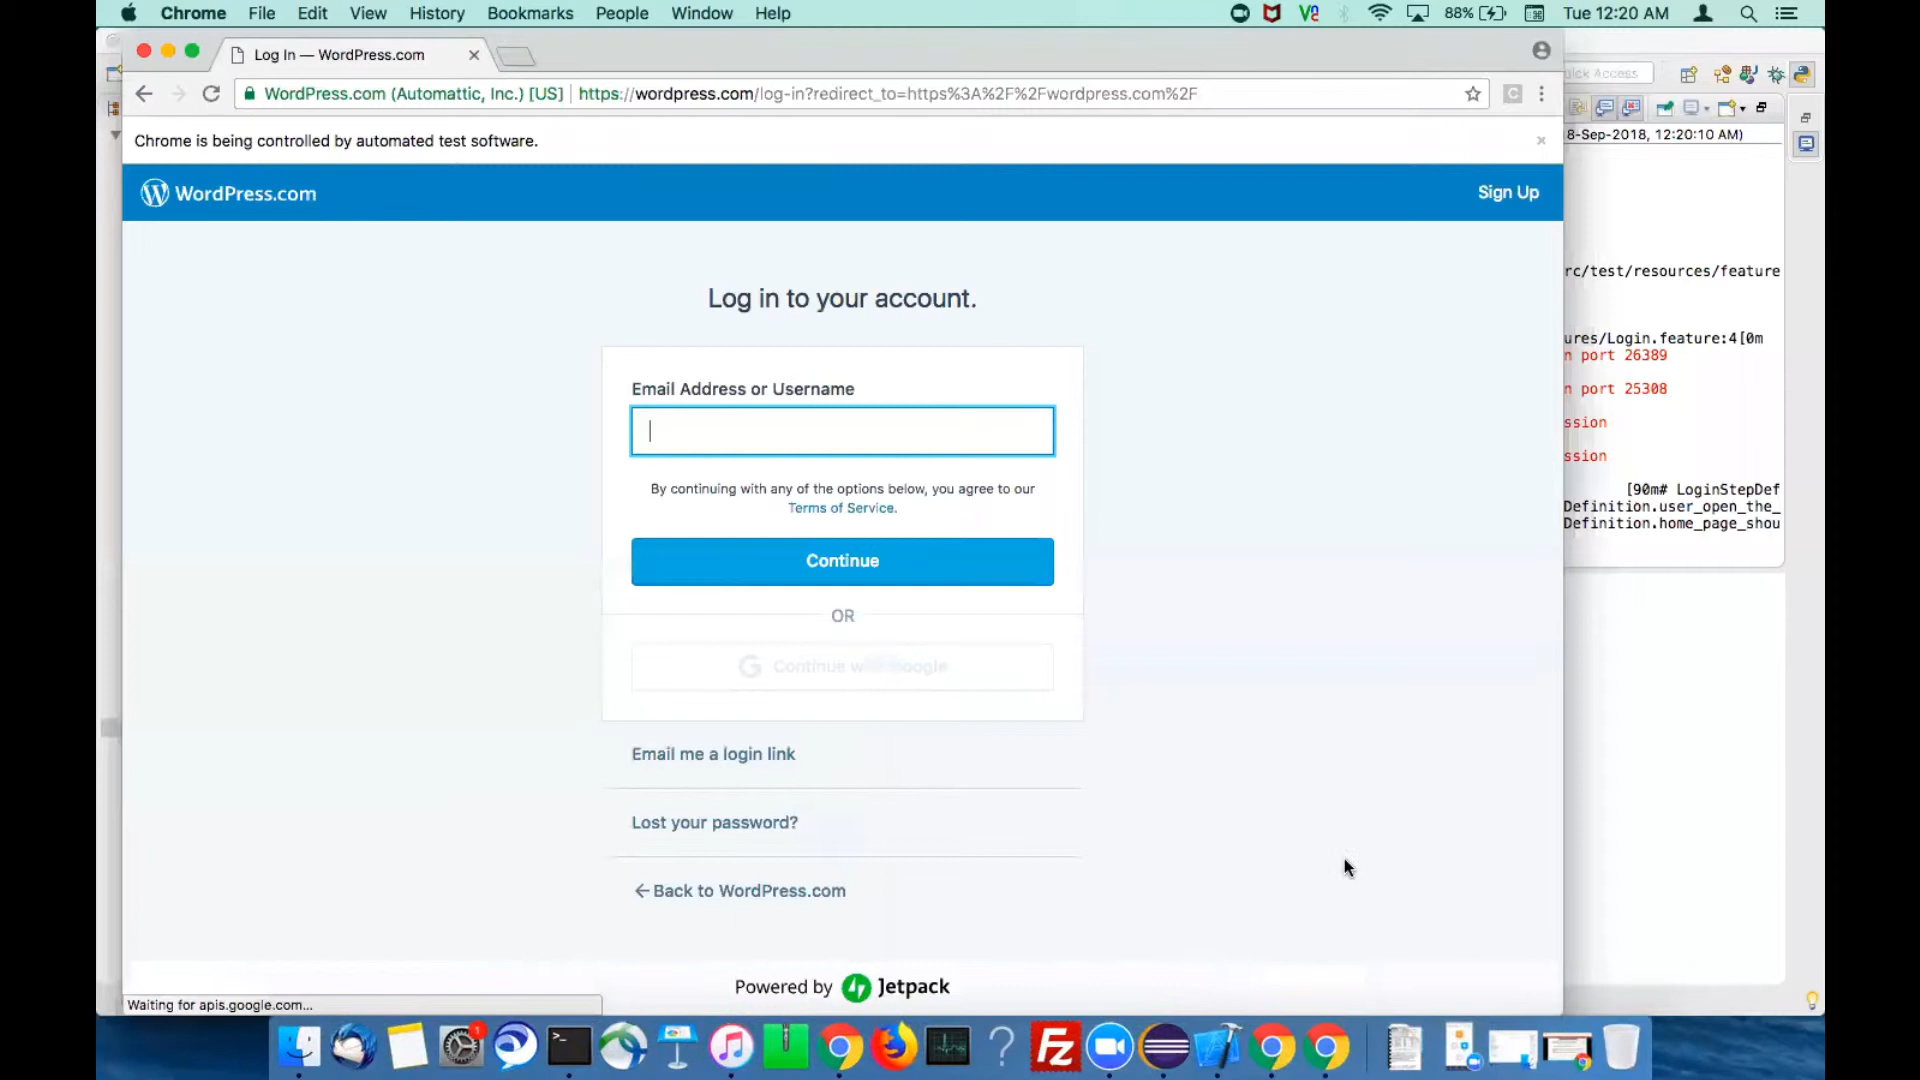 Chrome File Edit View History Bookmarks People Window Help 88% Tue 12:20 AM
Log In — WordPress.com
Quick Access
WordPress.com (Automattic, Inc.) [US] https://wordpress.com/log-in?redirect_to=https%3A%2F%2Fwordpress.com%2F
Chrome is being controlled by automated test software.
8-Sep-2018, 12:20:10 AM)
WordPress.com
Sign Up
rc/test/resources/feature
Log in to your account.
ures/Login.feature:4[0m
n port 26389
Email Address or Username
n port 25308
ssion
ssion
By continuing with any of the options below, you agree to our
Terms of Service.
[90m# LoginStepDef
Definition.user_open_the_
Definition.home_page_shou
Continue
OR
Continue with Google
Email me a login link
Lost your password?
Back to WordPress.com
Powered by Jetpack
Waiting for apis.google.com...